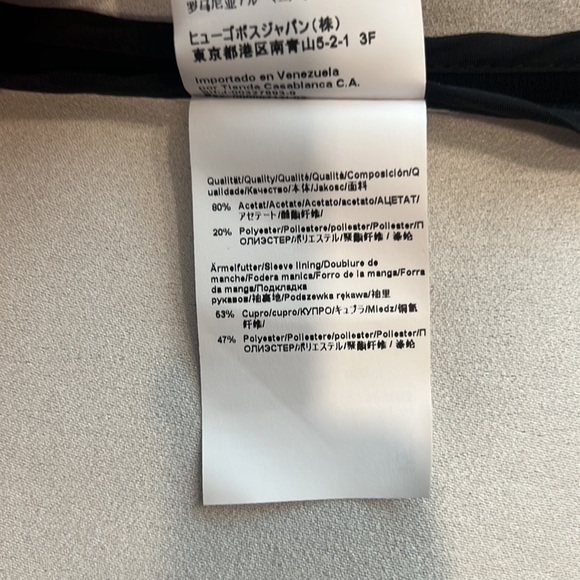 ヒューゴボスジャパン(株)
東京都港区南青山5-2-1 3F
Importado en Venezuela
por Tienda Casablanca C.A.
Qualität/Quality/Qualité/Qualità/Composición/Q
ualidade/Качество/本体/Jakosc/面料
80% Acetat/Acetate/Acetato/acetato/АЦЕТАТ/
アセテート/醋酯纤维/
20% Polyester/Poliestere/poliester/Poliester/П
ОЛИЭСТЕР/ポリエステル/聚酯纤维 / 涤纶
Ärmelfutter/Sleeve lining/Doublure de
manche/Fodera manica/Forro de la manga/Forra
da manga/Подкладка
рукавов/袖裏地/Podszewka rękawa/袖里
53% Cupro/cupro/КУПРО/キュプラ/Miedz/铜氨
纤维/
47% Polyester/Poliestere/poliester/Poliester/П
ОЛИЭСТЕР/ポリエステル/聚酯纤维 / 涤纶